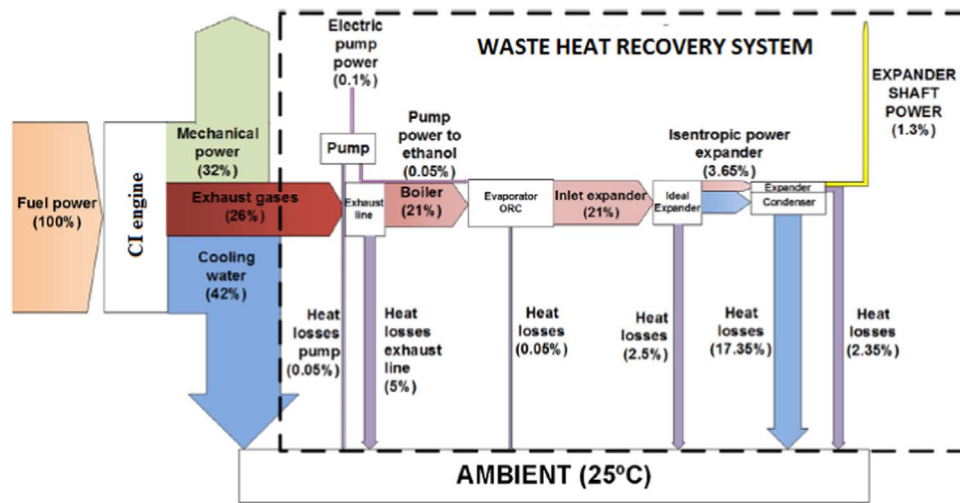 WASTE HEAT RECOVERY SYSTEM
Electric
pump
power
(0.1%)
EXPANDER
SHAFT
POWER
(1.3%)
Pump
power to
ethanol
(0.05%)
Isentropic power
expander
(3.65%)
Mechanical
power
(32%)
Pump
Fuel power
(100%)
CI engine
Exhaust gases
(26%)
Exhaust
line
Boiler
(21%)
Evaporator
ORC
Inlet expander
(21%)
Ideal
Expander
Expander
Condenser
Cooling
water
(42%)
Heat
losses
pump
(0.05%)
Heat
losses
exhaust
line
(5%)
Heat
losses
(0.05%)
Heat
losses
(2.5%)
Heat
losses
(17.35%)
Heat
losses
(2.35%)
AMBIENT (25ºC)